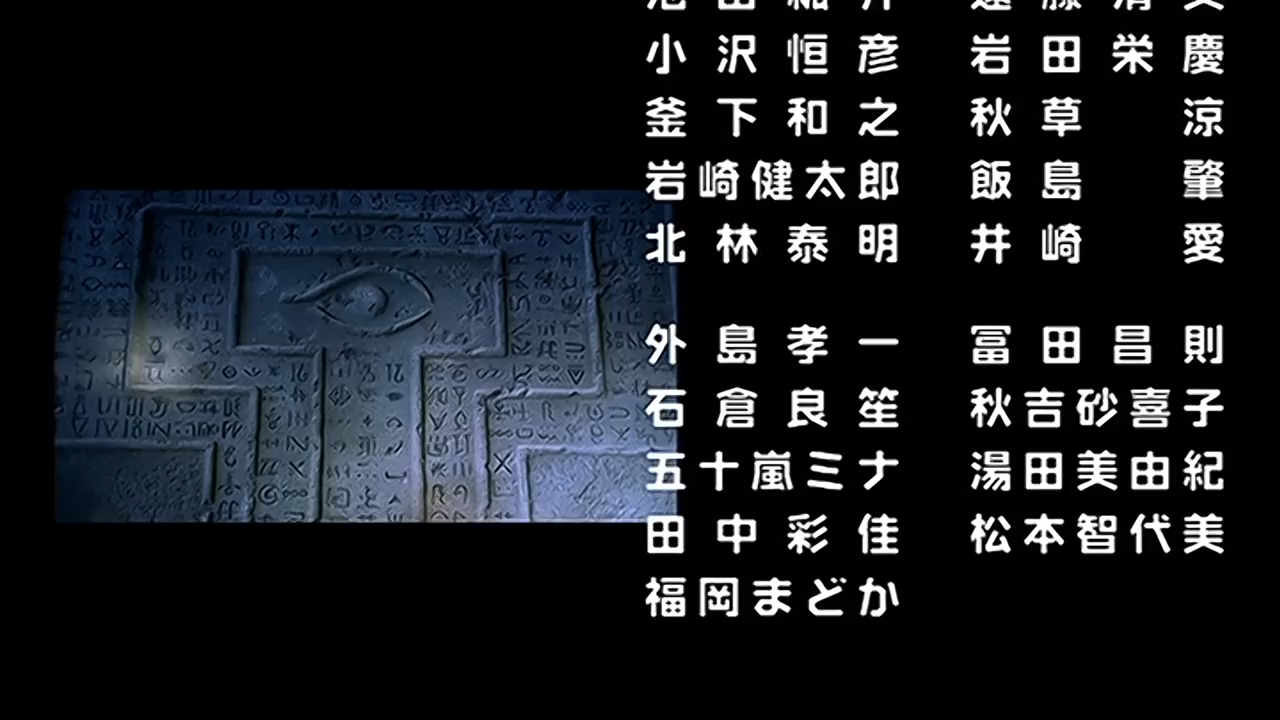 小沢恒彦 岩田栄慶
釜下和之 秋草 涼
岩崎健太郎 飯島 肇
北林泰明 井崎 愛
外島孝一 冨田昌則
石倉良笙 秋吉砂喜子
五十嵐ミナ 湯田美由紀
田中彩佳 松本智代美
福岡まどか